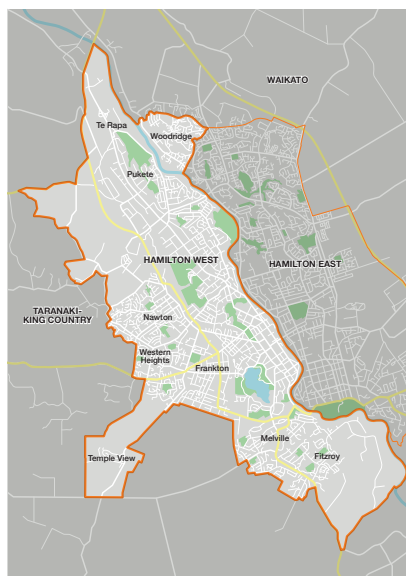 WAIKATO
Te Rapa
Woodridge
Pukete
HAMILTON WEST
HAMILTON EAST
TARANAKI-
KING COUNTRY
Nawton
Western
Heights
Frankton
Melville
Temple View
Fitzroy